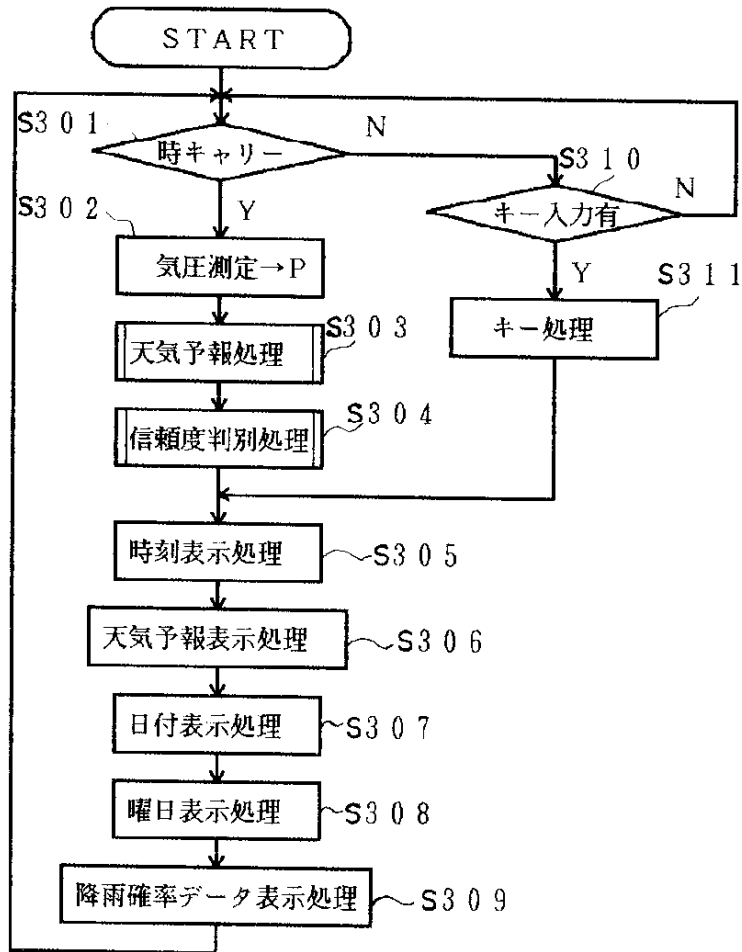 START
S301
時キャリー
N
S310
キー入力有
N
S302
Y
気圧測定→P
Y
S311
キー処理
S303
天気予報処理
S304
信頼度判別処理
時刻表示処理
S305
天気予報表示処理
S306
日付表示処理
S307
曜日表示処理
S308
降雨確率データ表示処理
S309